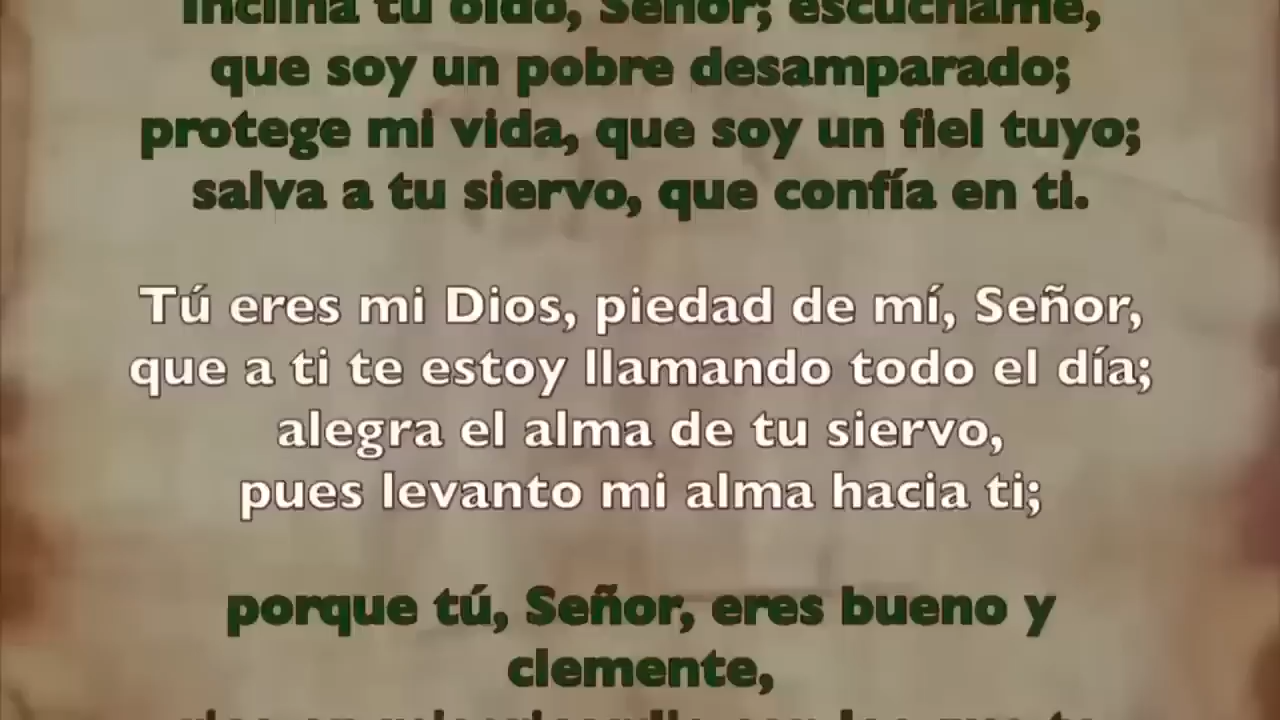 Inclina tu oído, Señor; escúchame,
que soy un pobre desamparado;
protege mi vida, que soy un fiel tuyo;
salva a tu siervo, que confía en ti.
Tú eres mi Dios, piedad de mí, Señor,
que a ti te estoy llamando todo el día;
alegra el alma de tu siervo,
pues levanto mi alma hacia ti;
porque tú, Señor, eres bueno y
clemente,